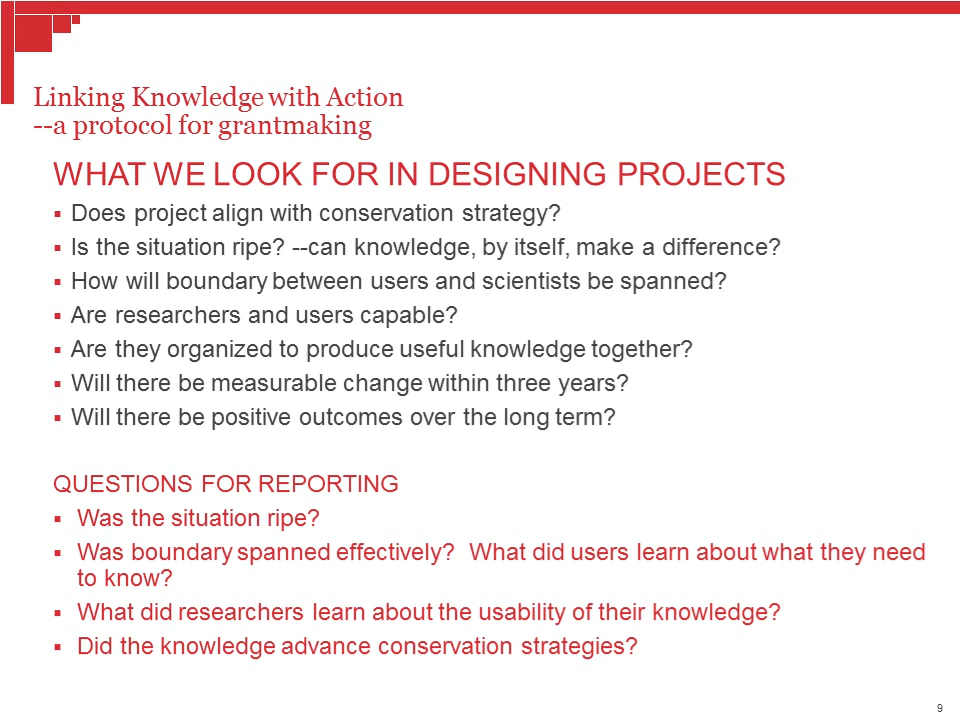 Linking Knowledge with Action
--a protocol for grantmaking
WHAT WE LOOK FOR IN DESIGNING PROJECTS
▪ Does project align with conservation strategy?
▪ Is the situation ripe? --can knowledge, by itself, make a difference?
▪ How will boundary between users and scientists be spanned?
▪ Are researchers and users capable?
▪ Are they organized to produce useful knowledge together?
▪ Will there be measurable change within three years?
▪ Will there be positive outcomes over the long term?
QUESTIONS FOR REPORTING
▪ Was the situation ripe?
▪ Was boundary spanned effectively?  What did users learn about what they need
to know?
▪ What did researchers learn about the usability of their knowledge?
▪ Did the knowledge advance conservation strategies?
9